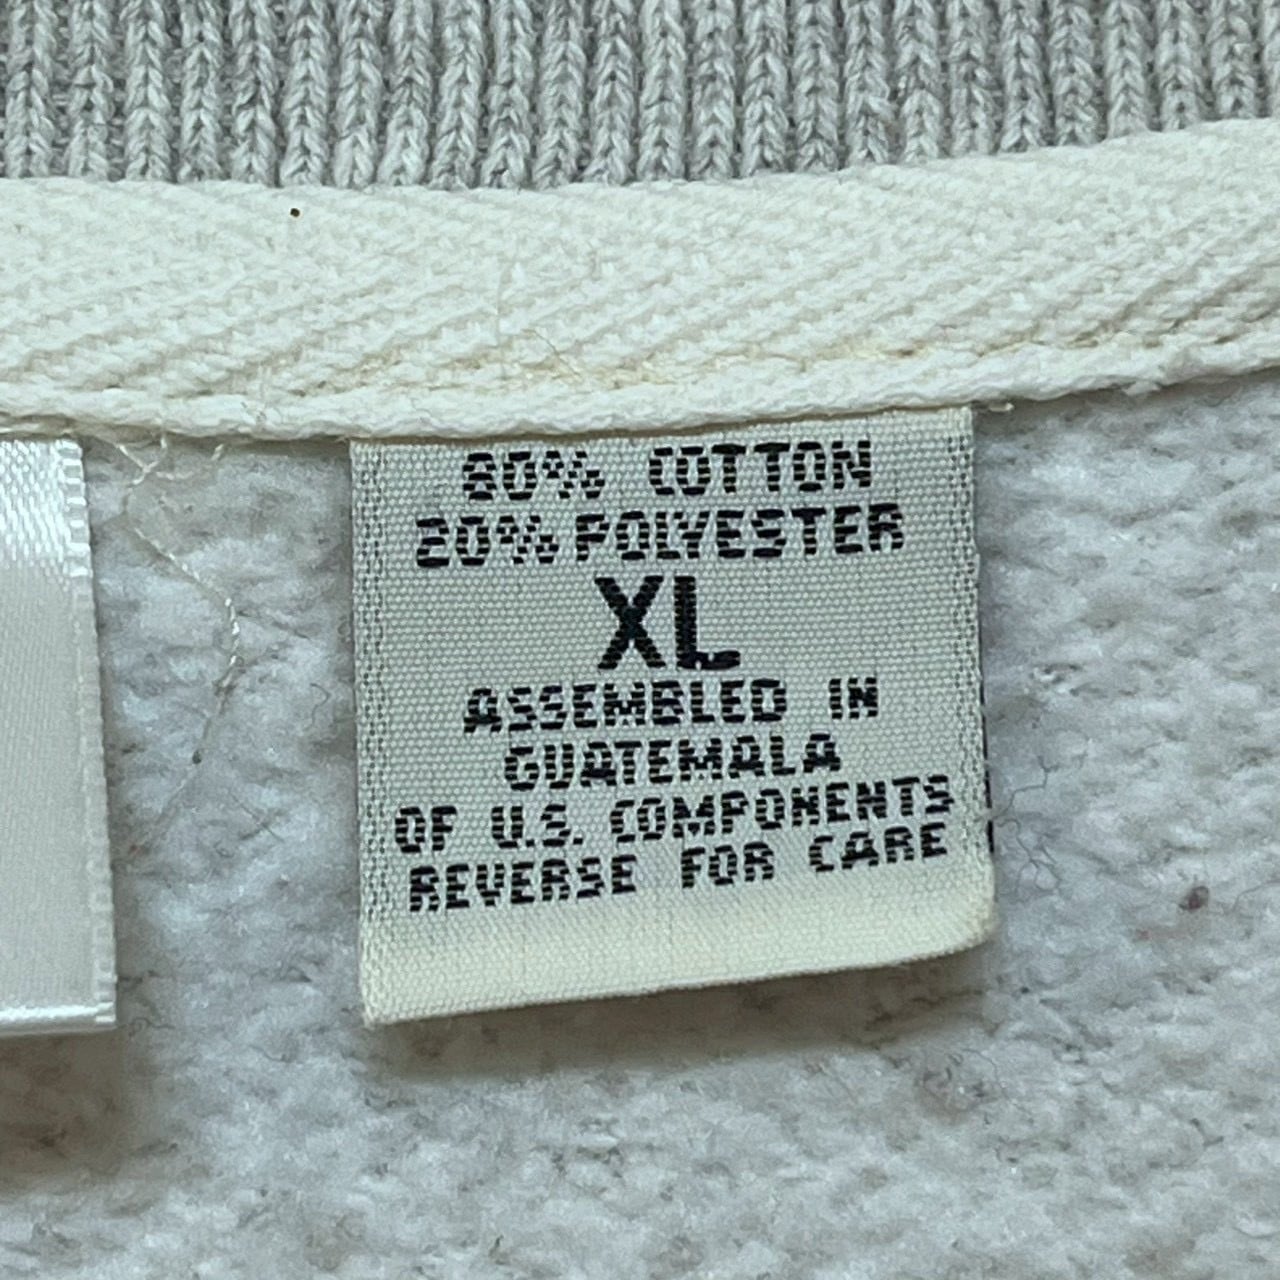 80% COTTON
20% POLYESTER
XL
ASSEMBLED IN
GUATEMALA
OF U.S. COMPONENTS
REVERSE FOR CARE